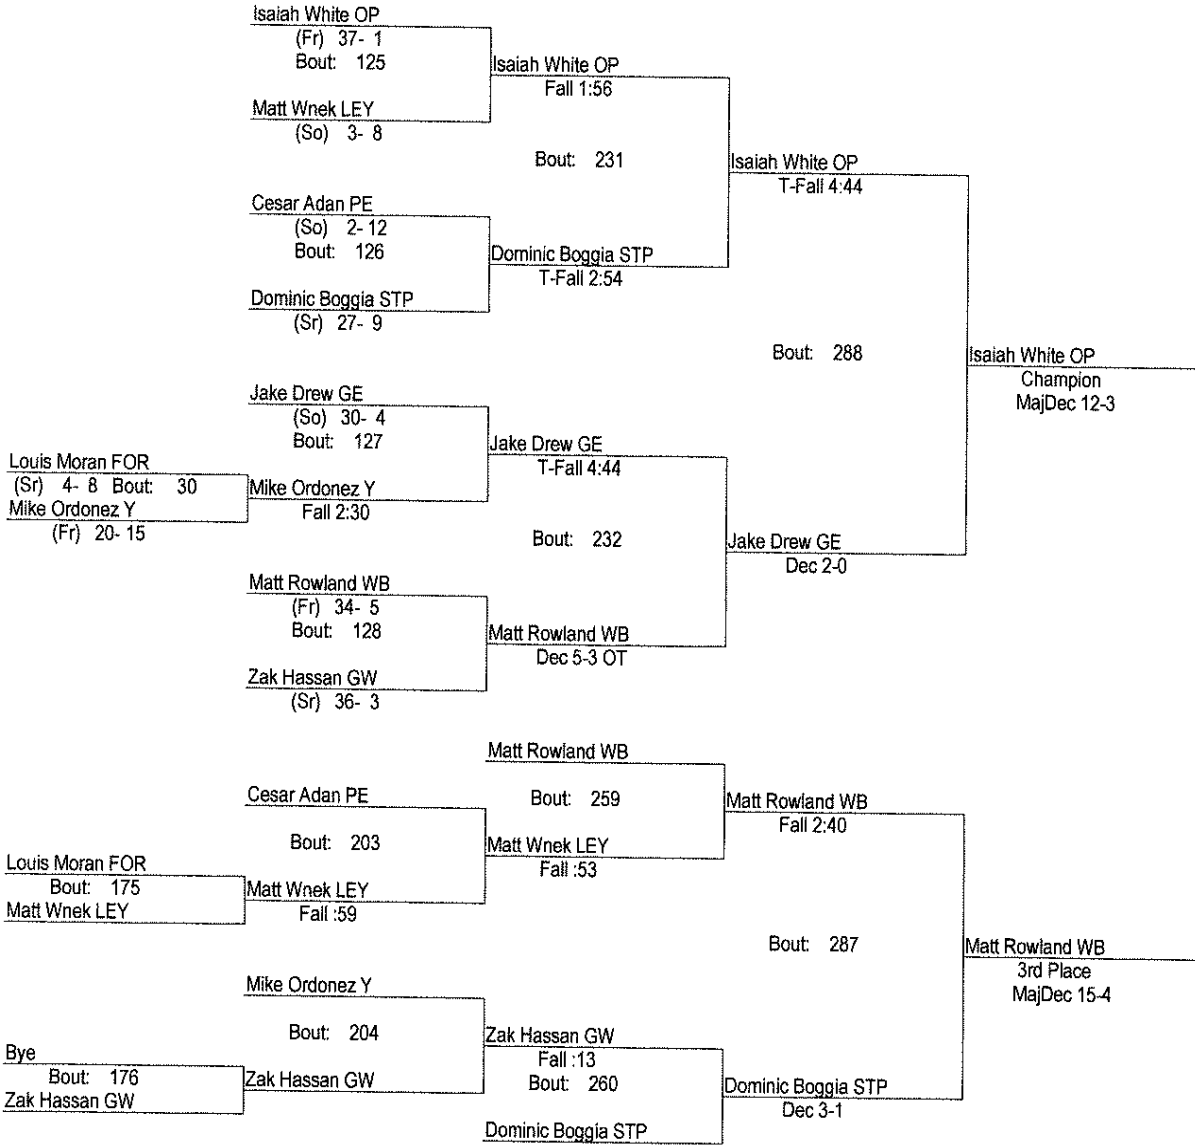 Isaiah White OP
(Fr) 37- 1
Bout: 125
Isaiah White OP
Fall 1:56
Matt Wnek LEY
(So) 3- 8
Bout: 231
Isaiah White OP
T-Fall 4:44
Cesar Adan PE
(So) 2- 12
Bout: 126
Dominic Boggia STP
T-Fall 2:54
Dominic Boggia STP
(Sr) 27- 9
Bout: 288
Isaiah White OP
Champion
MajDec 12-3
Jake Drew GE
(So) 30- 4
Bout: 127
Jake Drew GE
T-Fall 4:44
Louis Moran FOR
(Sr) 4- 8 Bout: 30
Mike Ordonez Y
(Fr) 20- 15
Mike Ordonez Y
Fall 2:30
Bout: 232
Jake Drew GE
Dec 2-0
Matt Rowland WB
(Fr) 34- 5
Bout: 128
Matt Rowland WB
Dec 5-3 OT
Zak Hassan GW
(Sr) 36- 3
Matt Rowland WB
Bout: 259
Matt Rowland WB
Fall 2:40
Cesar Adan PE
Bout: 203
Matt Wnek LEY
Fall :53
Louis Moran FOR
Bout: 175
Matt Wnek LEY
Matt Wnek LEY
Fall :59
Bout: 287
Matt Rowland WB
3rd Place
MajDec 15-4
Mike Ordonez Y
Bout: 204
Zak Hassan GW
Fall :13
Bout: 260
Bye
Bout: 176
Zak Hassan GW
Zak Hassan GW
Dominic Boggia STP
Dec 3-1
Dominic Boggia STP